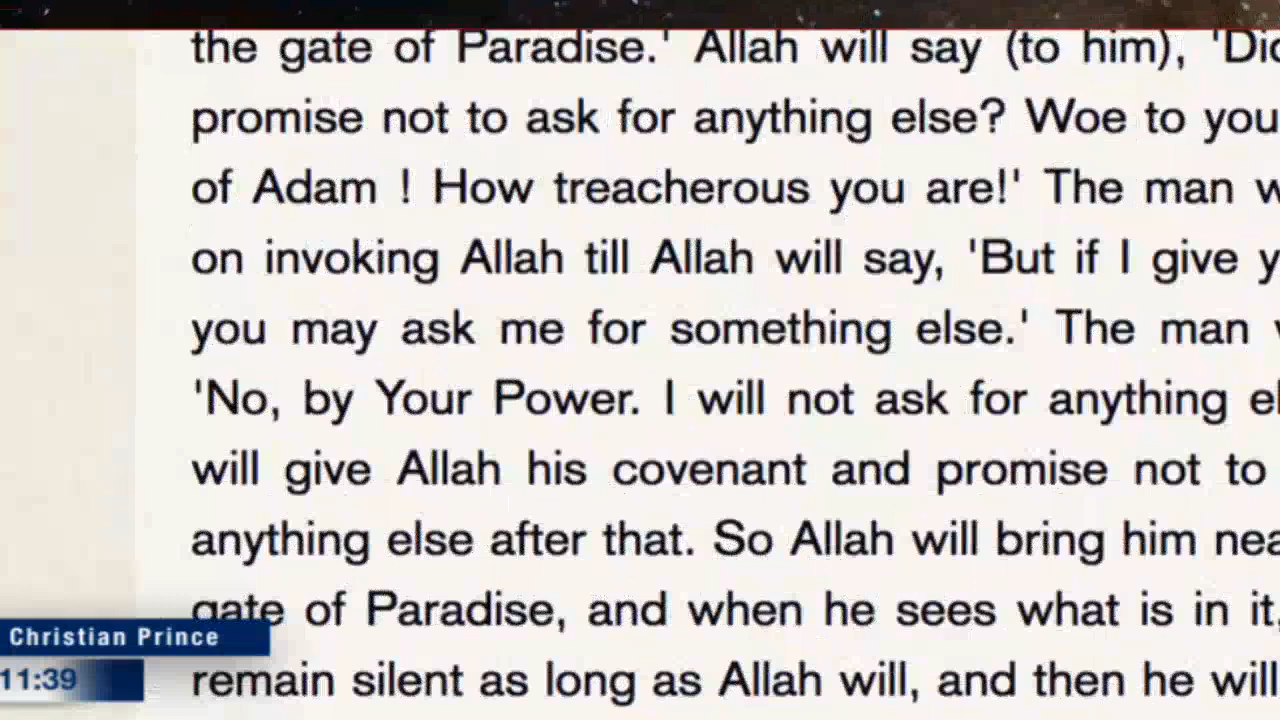 the gate of Paradise.' Allah will say (to him),
promise not to ask for anything else? Woe to you
of Adam ! How treacherous you are!' The man
on invoking Allah till Allah will say, 'But if I give
you may ask me for something else.' The man
'No, by Your Power. I will not ask for anything
will give Allah his covenant and promise not to
anything else after that. So Allah will bring him
gate of Paradise, and when he sees what is in it,
remain silent as long as Allah will, and then he will
Christian Prince
11:39